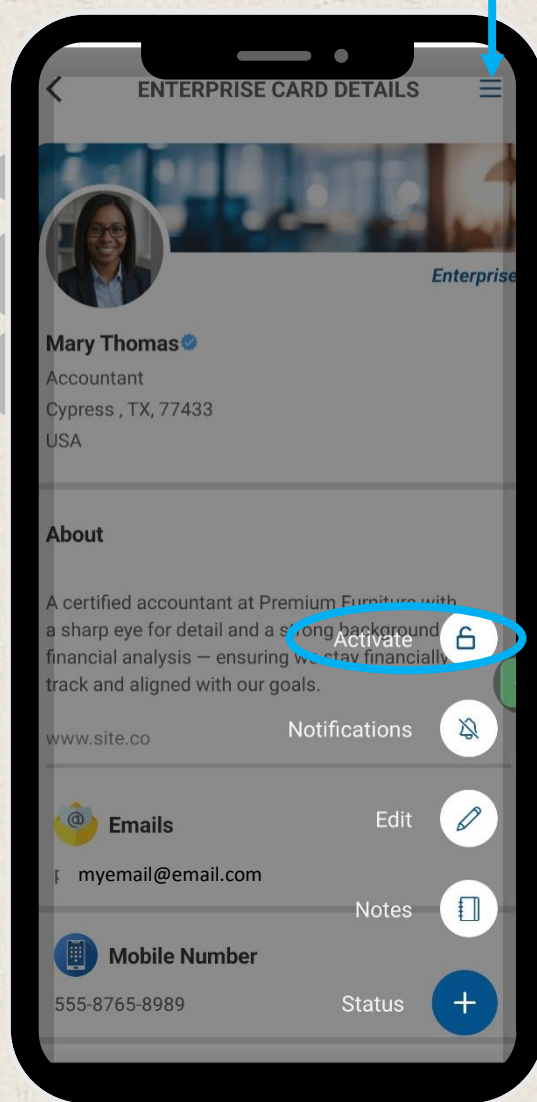 ENTERPRISE CARD DETAILS
Enterprise
Mary Thomas
Accountant
Cypress , TX, 77433
USA
About
A certified accountant at Premium Furniture with
a sharp eye for detail and a strong background
financial analysis — ensuring we stay financially
track and aligned with our goals.
www.site.co
Activate
Notifications
Edit
Notes
Status
@ Emails
myemail@email.com
Mobile Number
555-8765-8989